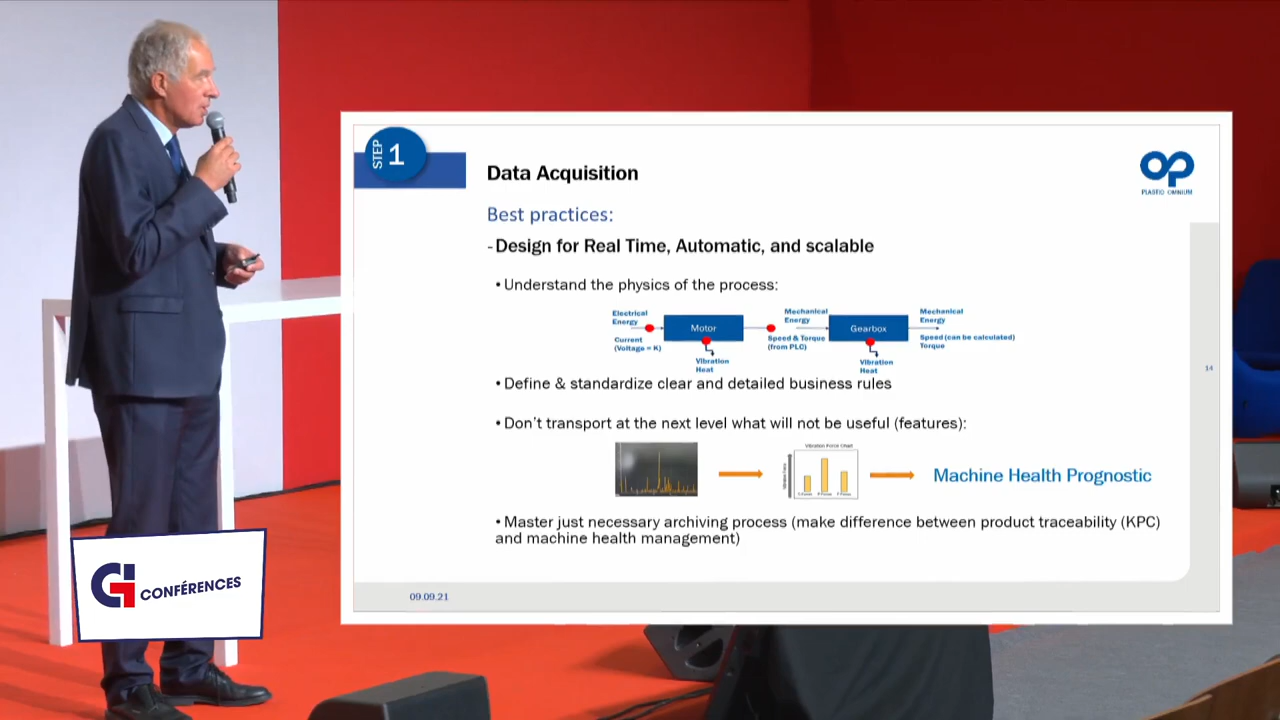 STEP 1
Data Acquisition
PLASTIC OMNIUM
Best practices:
- Design for Real Time, Automatic, and scalable
• Understand the physics of the process:
Electrical
Energy
Motor
Current
(Voltage = K)
Vibration
Heat
Mechanical
Energy
Speed & Torque
(from PLC)
Gearbox
Vibration
Heat
Mechanical
Energy
Speed (can be calculated)
Torque
14
• Define & standardize clear and detailed business rules
• Don't transport at the next level what will not be useful (features):
Vibration Force Chart
Machine Health Prognostic
• Master just necessary archiving process (make difference between product traceability (KPC)
and machine health management)
09.09.21
GI CONFÉRENCES